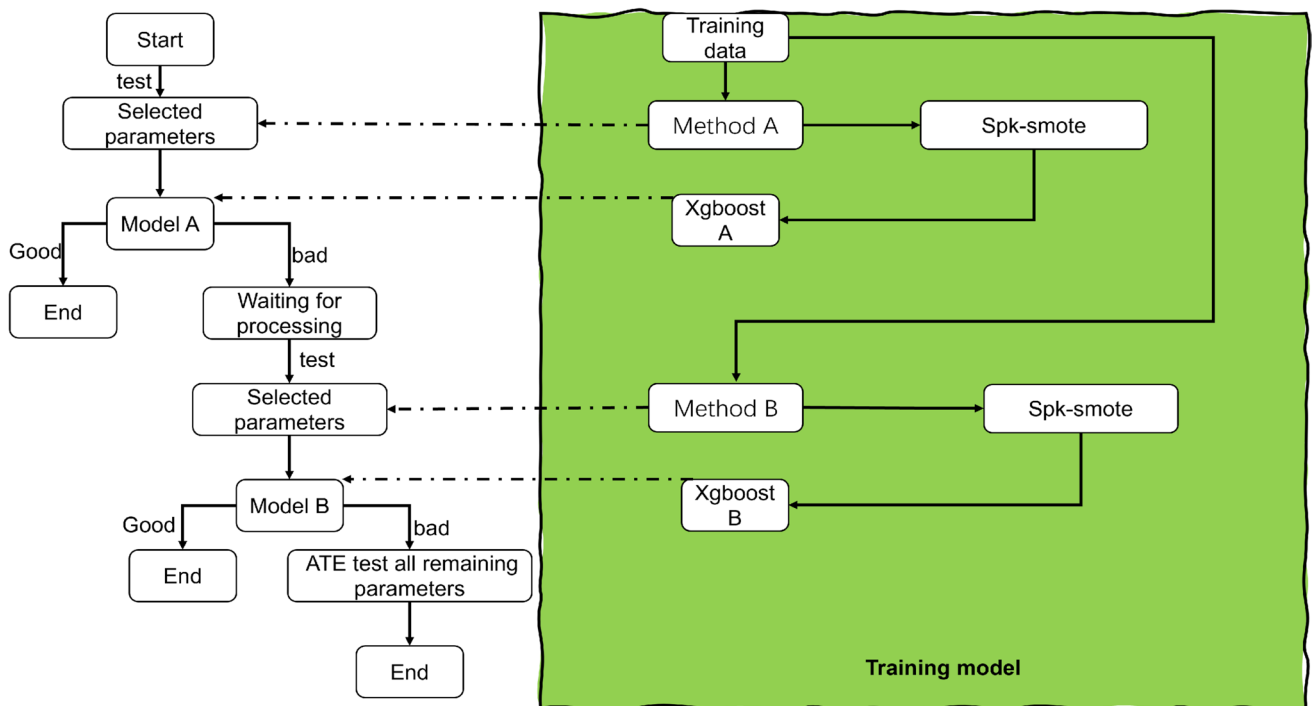 Start
test
Selected
parameters
Model A
Good
bad
End
Waiting for
processing
test
Selected
parameters
Model B
Good
bad
End
ATE test all remaining
parameters
End
Training
data
Method A
Spk-smote
Xgboost
A
Method B
Spk-smote
Xgboost
B
Training model